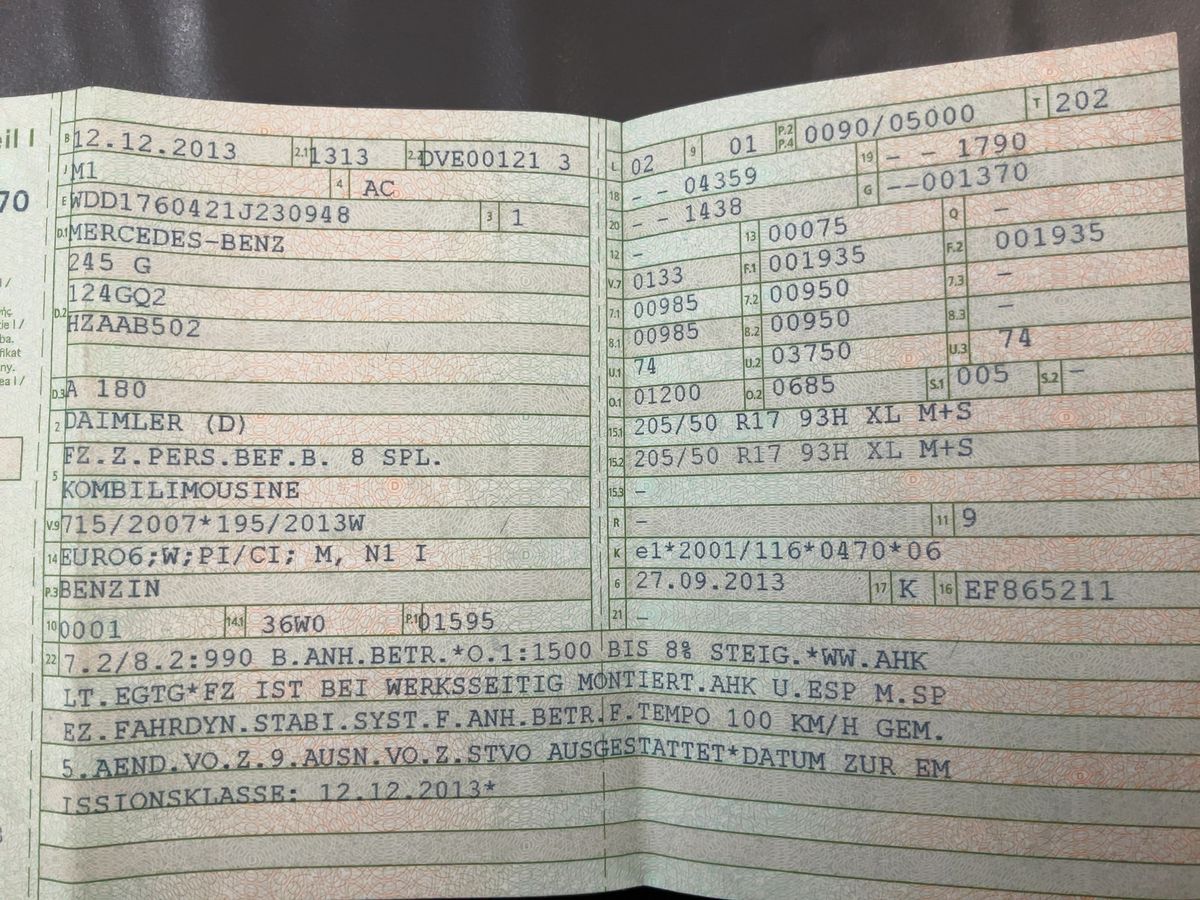 eil I
70
B 12.12.2013 2.1 1313 2.2 DVE00121 3
J M1 4 AC
E WDD1760421J230948 3 1
D.1 MERCEDES-BENZ
245 G
D.2 124GQ2
HZAAB502
D.3 A 180
2 DAIMLER (D)
5 FZ.Z.PERS.BEF.B. 8 SPL.
KOMBILIMOUSINE
V.9 715/2007*195/2013W
14 EURO6;W;PI/CI; M, N1 I
P.3 BENZIN
10 0001 14.1 36W0 P.1 01595
L 02 9 01 P.2 P.4 0090/05000 T 202
18 - - 04359 19 - - 1790
20 - - 1438 G --001370
12 - 13 00075 Q -
V.7 0133 F.1 001935 F.2 001935
7.1 00985 7.2 00950 7.3 -
8.1 00985 8.2 00950 8.3 -
U.1 74 U.2 03750 U.3 74
O.1 01200 O.2 0685 S.1 005 S.2 -
15.1 205/50 R17 93H XL M+S
15.2 205/50 R17 93H XL M+S
15.3 -
R - 11 9
K e1*2001/116*0470*06
6 27.09.2013 17 K 16 EF865211
21 -
22 7.2/8.2:990 B.ANH.BETR.*O.1:1500 BIS 8% STEIG.*WW.AHK
LT.EGTG*FZ IST BEI WERKSSEITIG MONTIERT.AHK U.ESP M.SP
EZ.FAHRDYN.STABI.SYST.F.ANH.BETR.F.TEMPO 100 KM/H GEM.
5.AEND.VO.Z.9.AUSN.VO.Z.STVO AUSGESTATTET*DATUM ZUR EM
ISSIONSKLASSE: 12.12.2013*